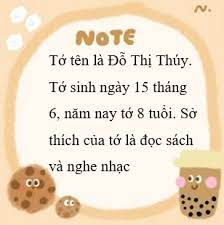 N.
NOTE
Tớ tên là Đỗ Thị Thúy.
Tớ sinh ngày 15 tháng
6, năm nay tớ 8 tuổi. Sở
thích của tớ là đọc sách
và nghe nhạc